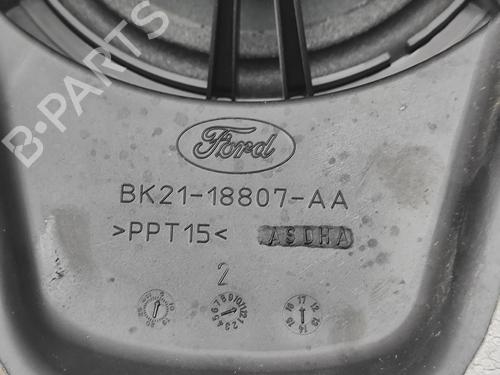 B-PARTS
Ford
BK21-18807-AA
>PPT15< ASDHA
2